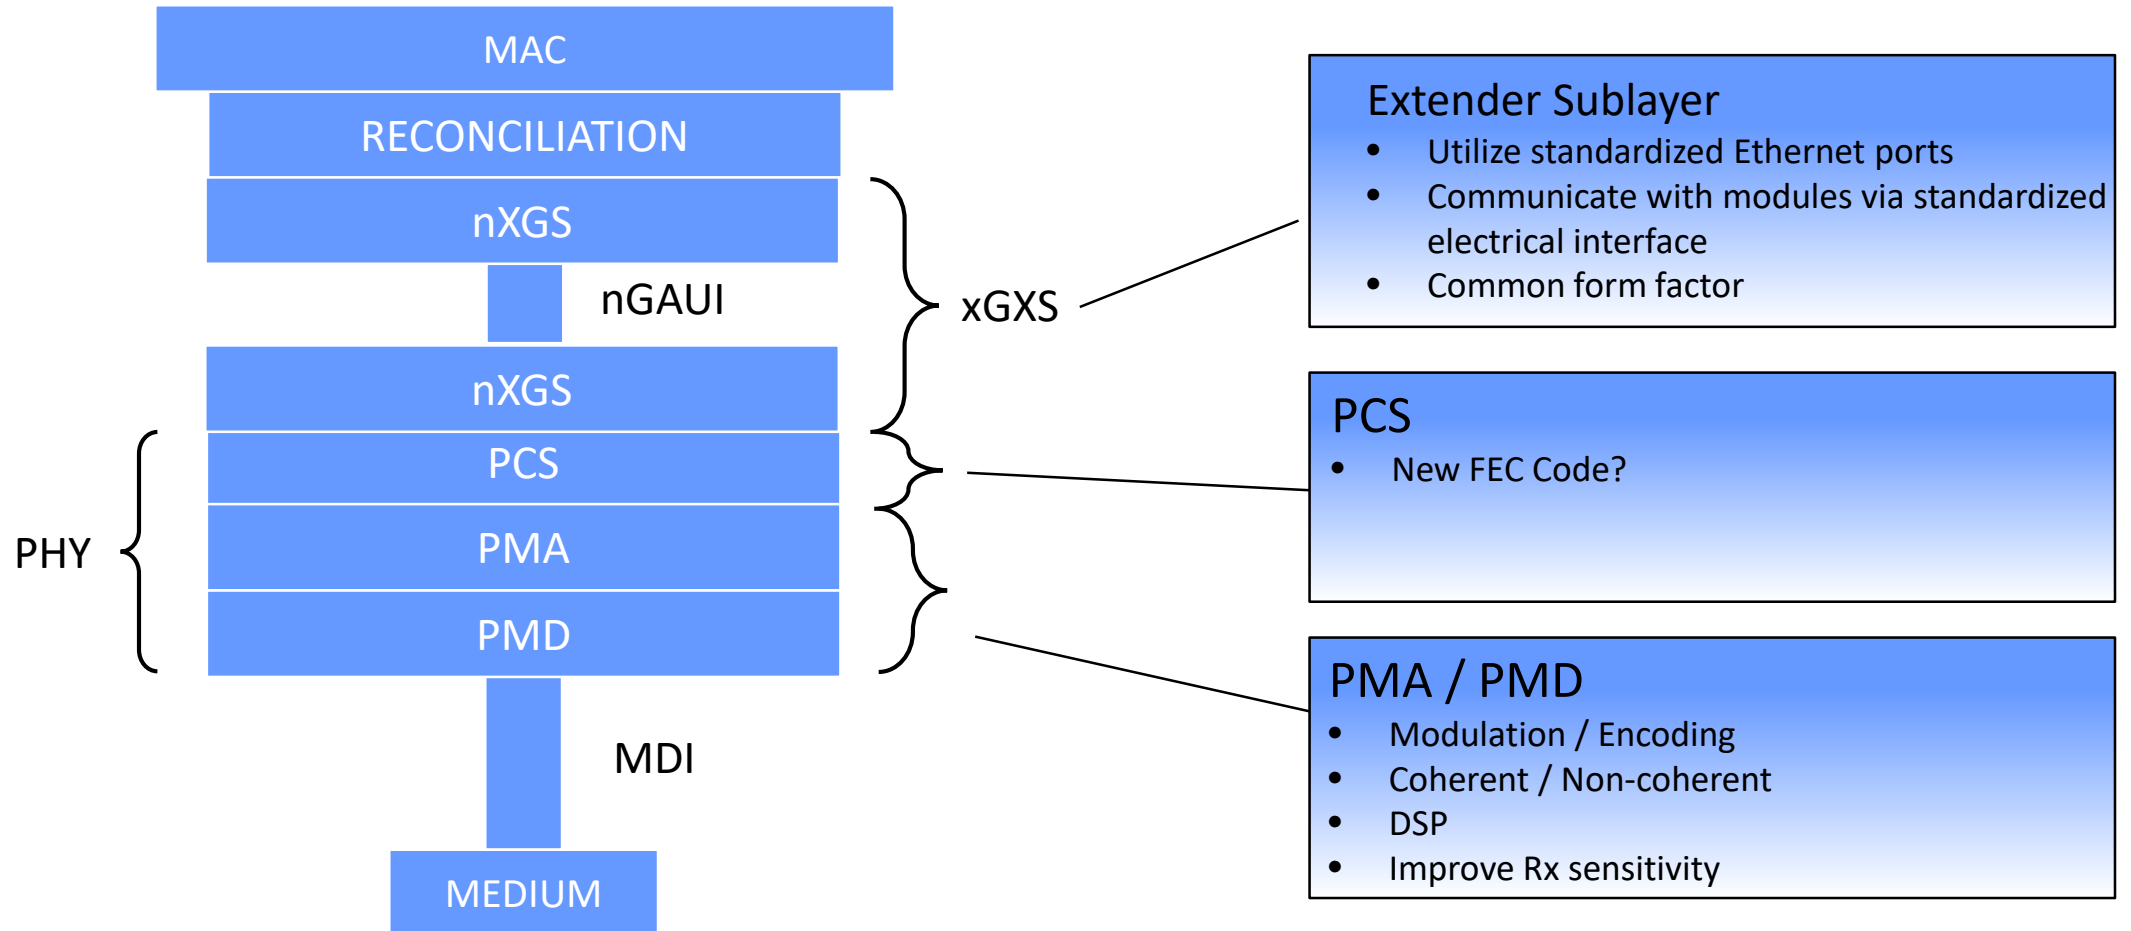 MAC
RECONCILIATION
nXGS
nGAUI
xGXS
nXGS
PCS
PHY
PMA
PMD
MDI
MEDIUM
Extender Sublayer
• Utilize standardized Ethernet ports
• Communicate with modules via standardized
electrical interface
• Common form factor
PCS
• New FEC Code?
PMA / PMD
• Modulation / Encoding
• Coherent / Non-coherent
• DSP
• Improve Rx sensitivity